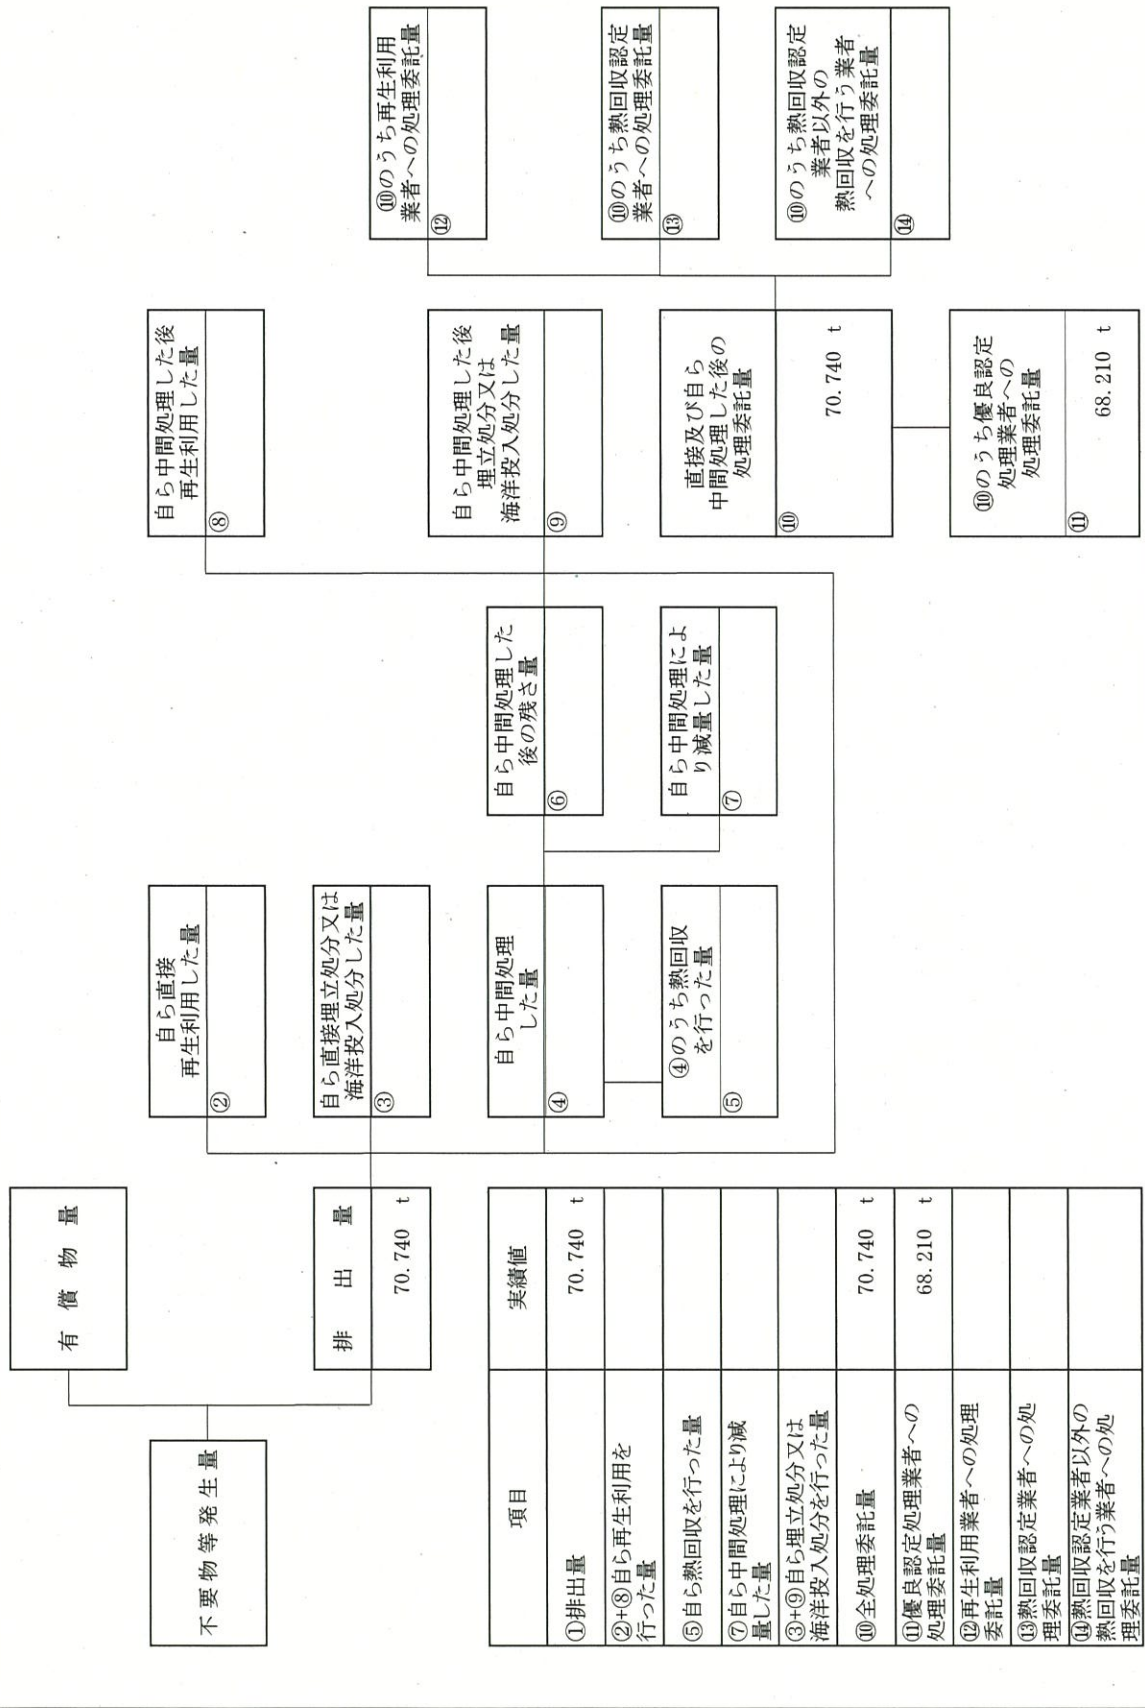 不要物等発生量
有 償 物 量
排 出 量
70.740 t
自ら直接
再生利用した量
②
自ら直接埋立処分又は
海洋投入処分した量
③
自ら中間処理
した量
④
④のうち熱回収
を行った量
⑤
自ら中間処理した
後の残さ量
⑥
自ら中間処理によ
り減量した量
⑦
自ら中間処理した後
再生利用した量
⑧
自ら中間処理した後
埋立処分又は
海洋投入処分した量
⑨
直接及び自ら
中間処理した後の
処理委託量
⑩
70.740 t
⑩のうち優良認定
処理業者への
処理委託量
⑪
68.210 t
⑩のうち再生利用
業者への処理委託量
⑫
⑩のうち熱回収認定
業者への処理委託量
⑬
⑩のうち熱回収認定
業者以外の
熱回収を行う業者
への処理委託量
⑭
項目 実績値
①排出量 70.740 t
②+⑧自ら再生利用を
行った量
⑤自ら熱回収を行った量
⑦自ら中間処理により減
量した量
③+⑨自ら埋立処分又は
海洋投入処分を行った量
⑩全処理委託量 70.740 t
⑪優良認定処理業者への
処理委託量 68.210 t
⑫再生利用業者への処理
委託量
⑬熱回収認定業者への処
理委託量
⑭熱回収認定業者以外の
熱回収を行う業者への処
理委託量